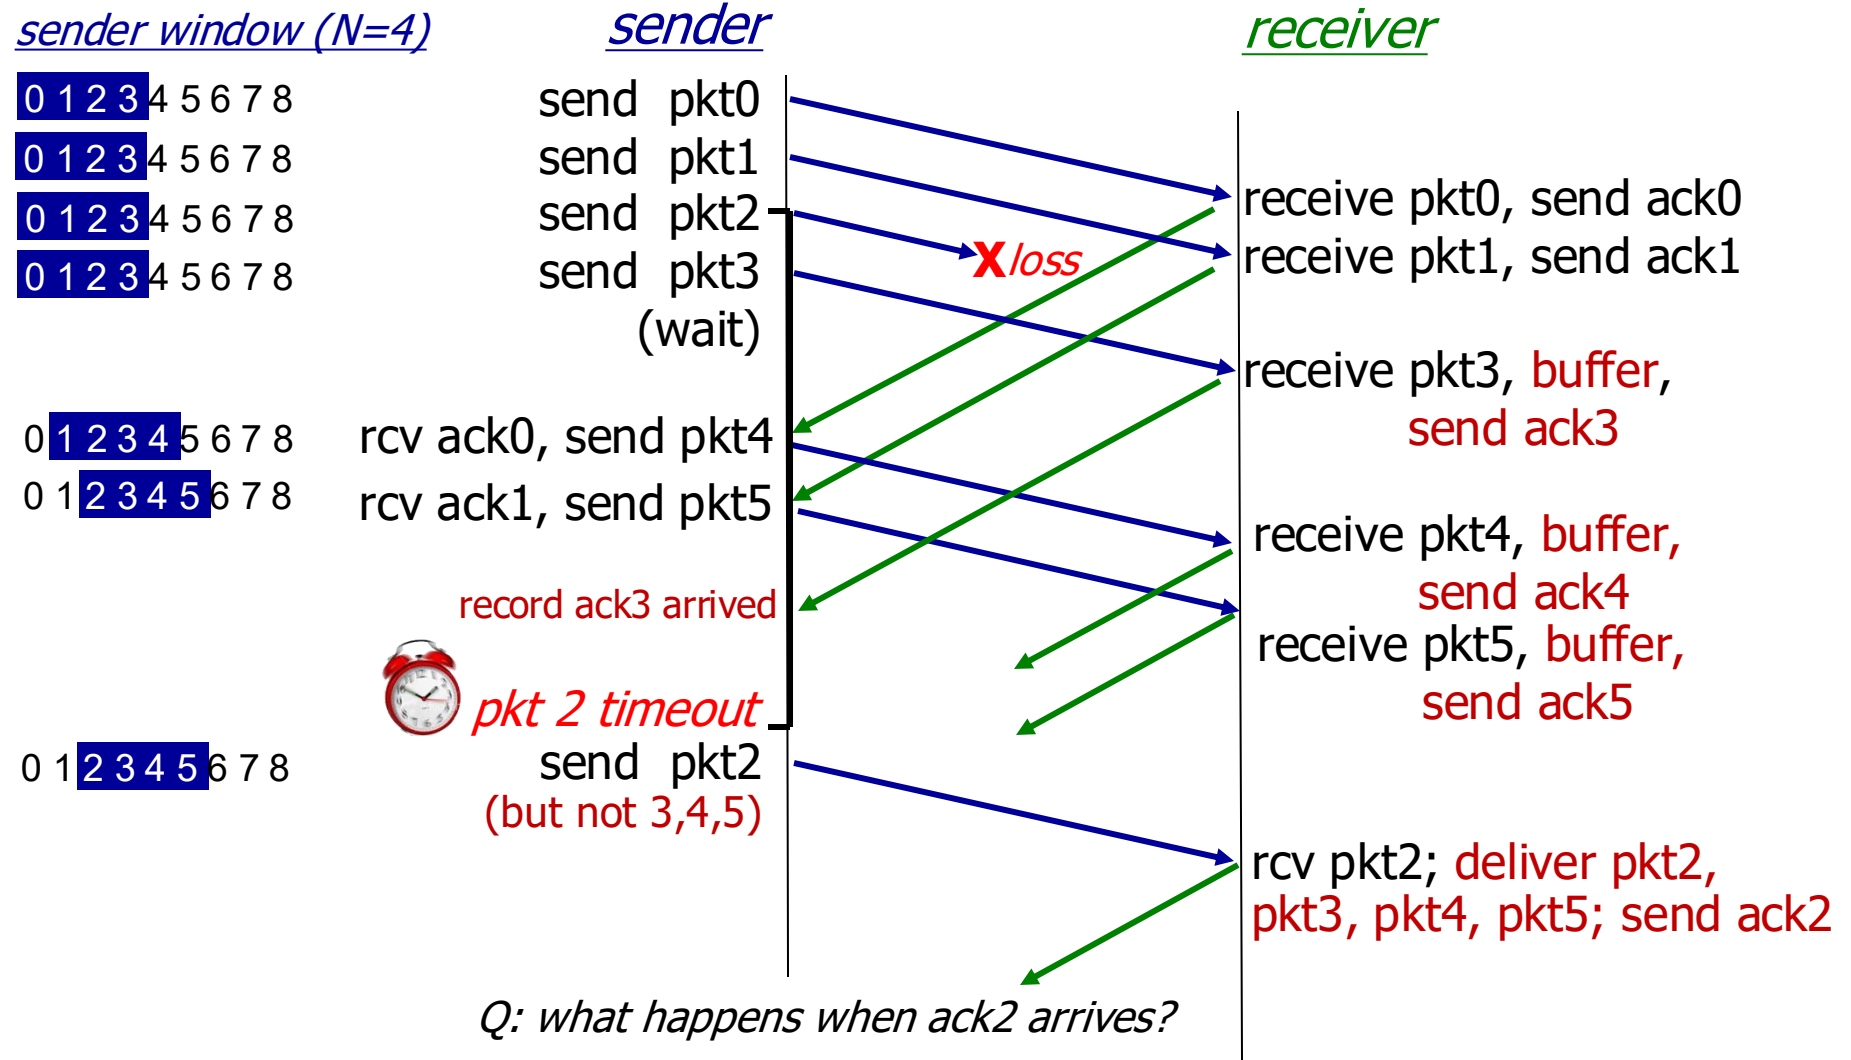 sender window (N=4) sender receiver
0 1 2 3 4 5 6 7 8 send pkt0
0 1 2 3 4 5 6 7 8 send pkt1
receive pkt0, send ack0
0 1 2 3 4 5 6 7 8 send pkt2
X loss
receive pkt1, send ack1
0 1 2 3 4 5 6 7 8 send pkt3
(wait)
receive pkt3, buffer,
send ack3
0 1 2 3 4 5 6 7 8 rcv ack0, send pkt4
0 1 2 3 4 5 6 7 8 rcv ack1, send pkt5
receive pkt4, buffer,
send ack4
record ack3 arrived
receive pkt5, buffer,
send ack5
pkt 2 timeout
0 1 2 3 4 5 6 7 8 send pkt2
(but not 3,4,5)
rcv pkt2; deliver pkt2,
pkt3, pkt4, pkt5; send ack2
Q: what happens when ack2 arrives?